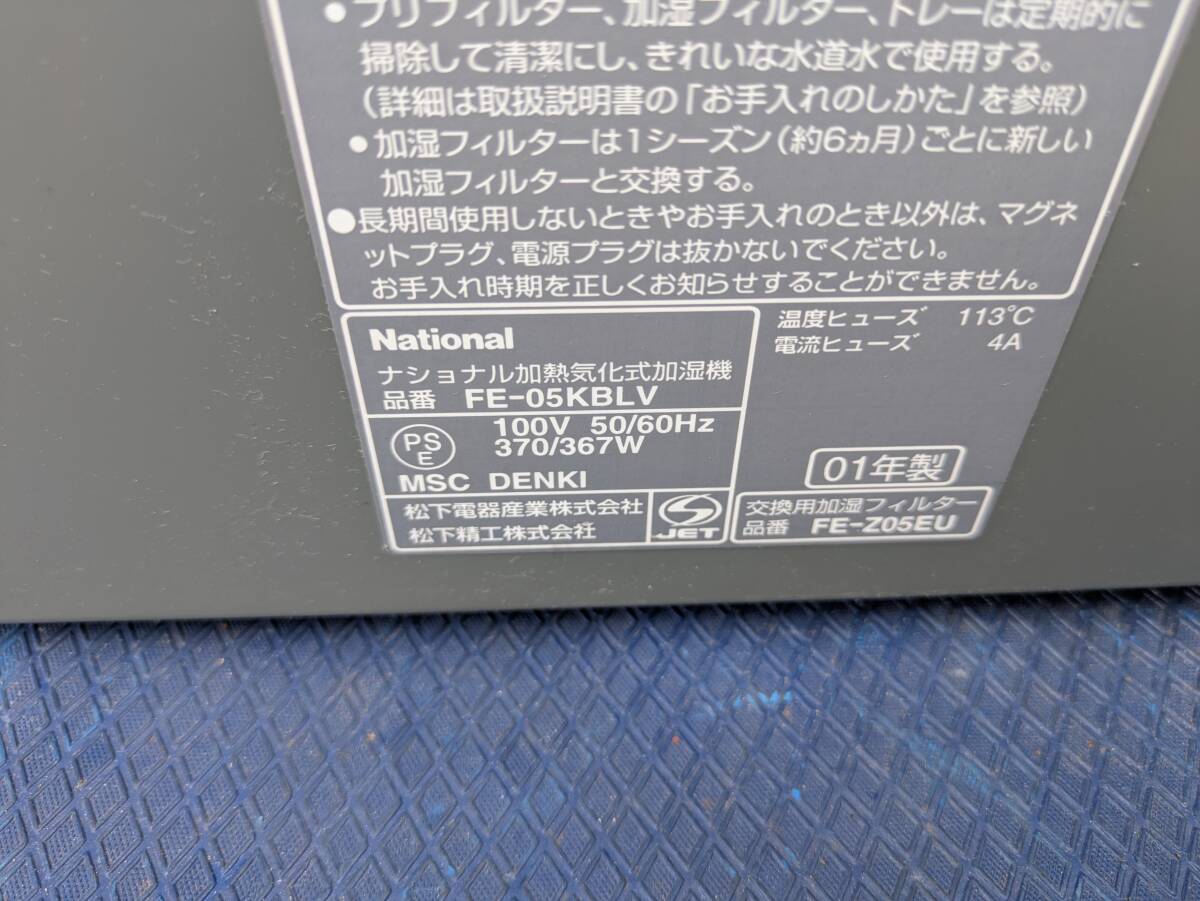 ●プリフィルター、加湿フィルター、トレーは定期的に
掃除して清潔にし、きれいな水道水で使用する。
(詳細は取扱説明書の「お手入れのしかた」を参照)
●加湿フィルターは1シーズン(約6ヵ月)ごとに新しい
加湿フィルターと交換する。
●長期間使用しないときやお手入れのとき以外は、マグネ
ットプラグ、電源プラグは抜かないでください。
お手入れ時期を正しくお知らせすることができません。
National
ナショナル加熱気化式加湿機
品番 FE-05KBLV
PS
E
100V 50/60Hz
370/367W
MSC DENKI
松下電器産業株式会社
松下精工株式会社
JET
温度ヒューズ 113℃
電流ヒューズ 4A
01年製
交換用加湿フィルター
品番 FE-Z05EU